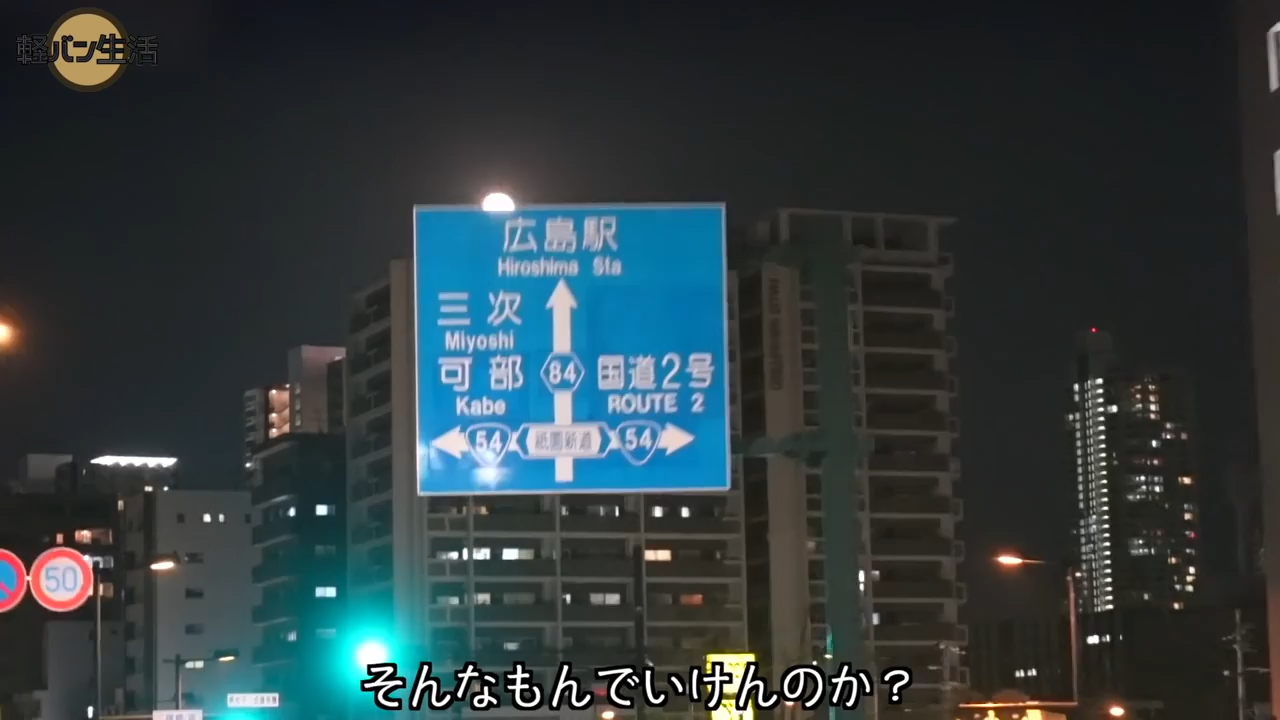 軽バン生活
広島駅
Hiroshima Sta
三次
Miyoshi
可部
Kabe
84
国道2号
ROUTE 2
54
祇園新道
54
50
そんなもんでいけんのか？